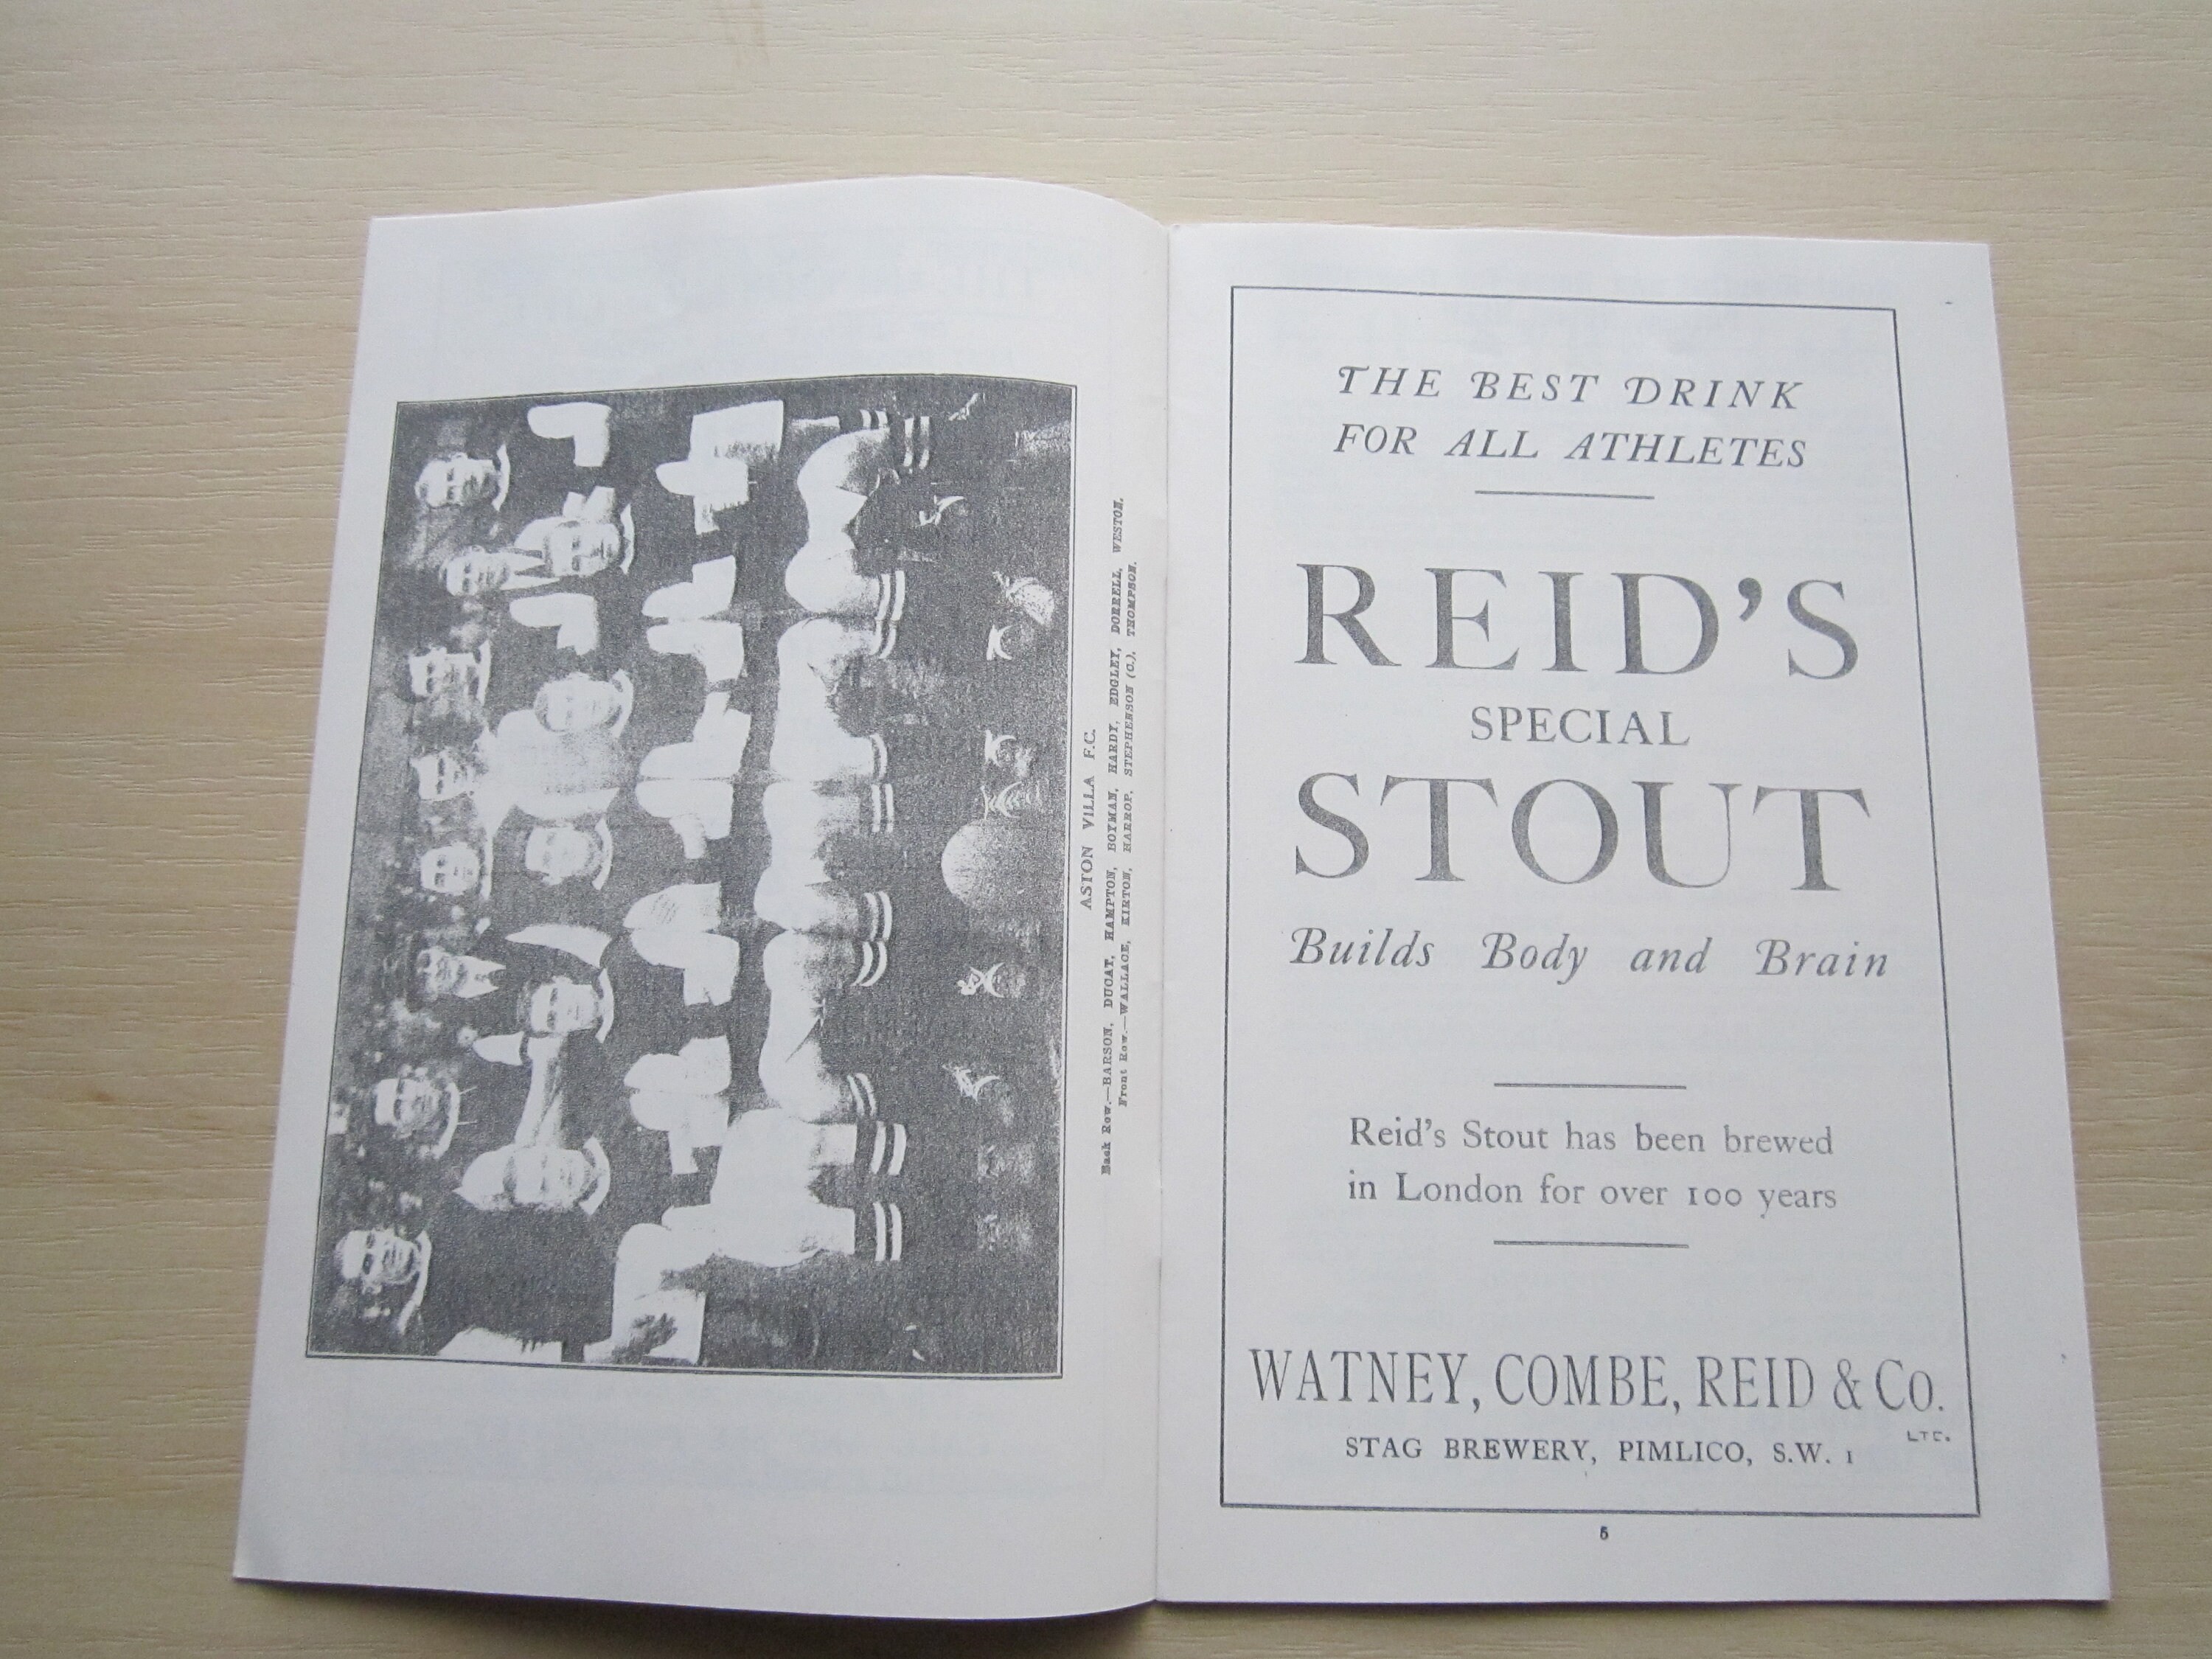 ASTON VILLA F.C.
Back Row.—BARSON, DUCAT, HAMPTON, BOYMAN, HARDY, EDGLEY, DORRELL, WESTON.
Front Row.—WALLACE, KIRTON, HARROP, STEPHENSON (C.), THOMPSON.
THE BEST DRINK
FOR ALL ATHLETES
REID'S
SPECIAL
STOUT
Builds Body and Brain
Reid's Stout has been brewed
in London for over 100 years
WATNEY, COMBE, REID & Co.
LTD.
STAG BREWERY, PIMLICO, S.W. 1
5